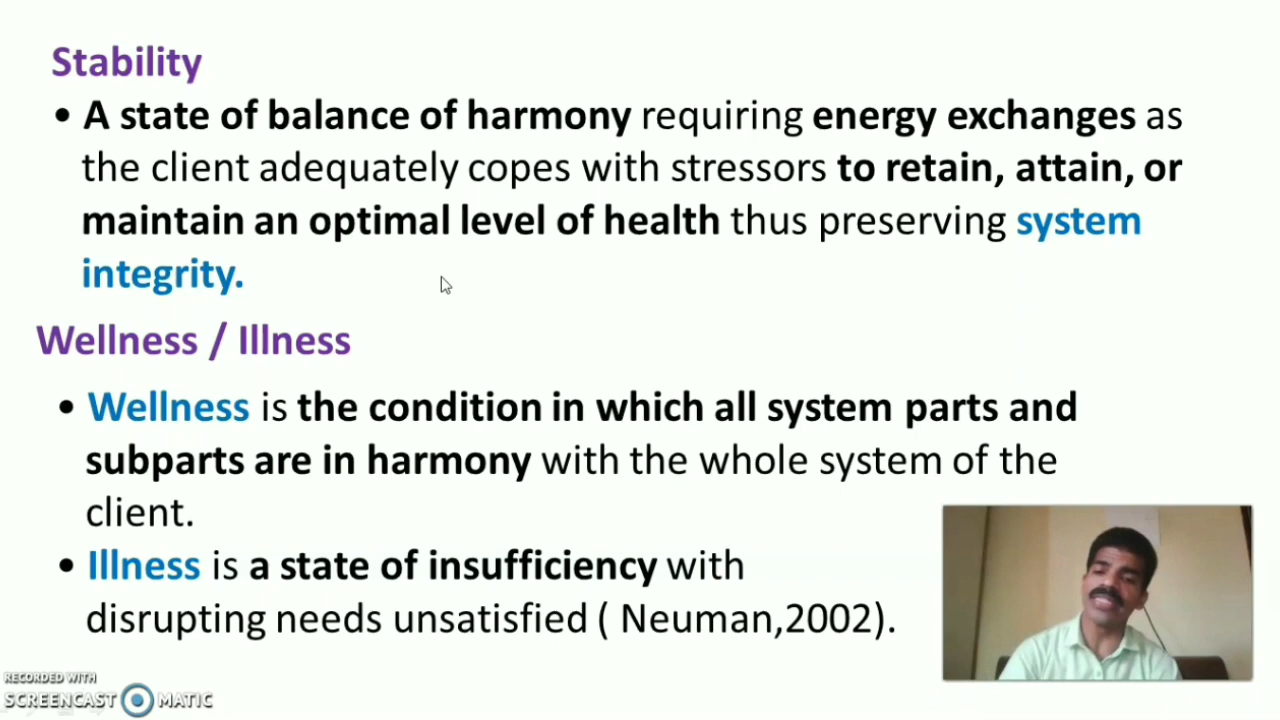 Stability
• A state of balance of harmony requiring energy exchanges as
the client adequately copes with stressors to retain, attain, or
maintain an optimal level of health thus preserving system
integrity.
Wellness / Illness
• Wellness is the condition in which all system parts and
subparts are in harmony with the whole system of the
client.
• Illness is a state of insufficiency with
disrupting needs unsatisfied ( Neuman,2002).
RECORDED WITH
SCREENCAST MATIC